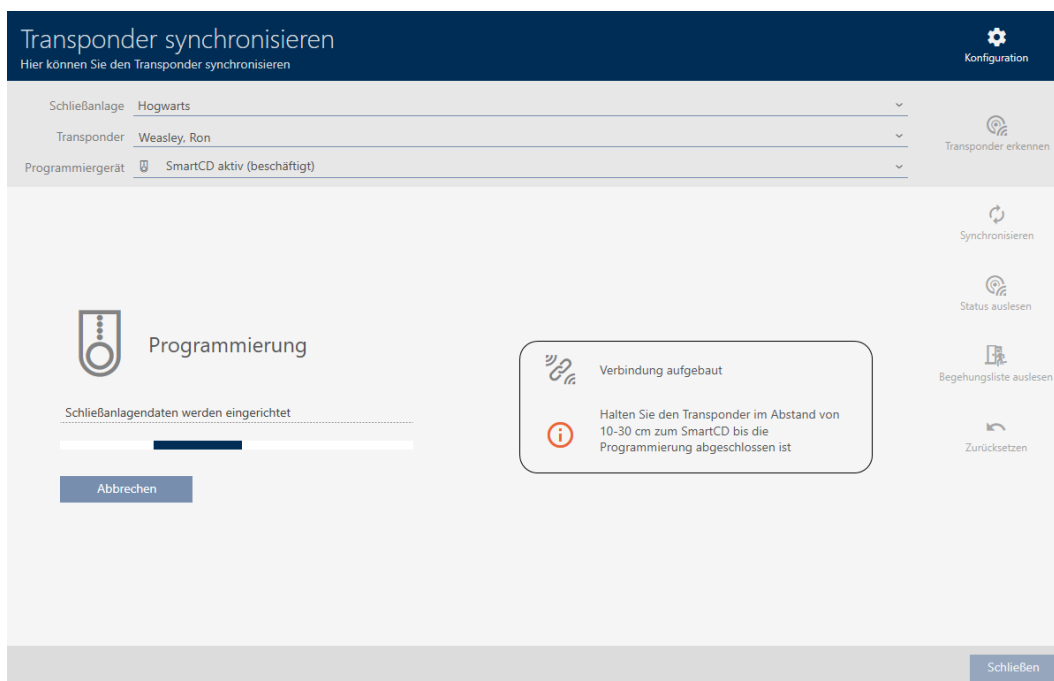 Transponder synchronisieren
Hier können Sie den Transponder synchronisieren
Konfiguration
Schließanlage Hogwarts
Transponder Weasley, Ron
Programmiergerät SmartCD aktiv (beschäftigt)
Transponder erkennen
Synchronisieren
Status auslesen
Begehungsliste auslesen
Zurücksetzen
Programmierung
Schließanlagendaten werden eingerichtet
Abbrechen
Verbindung aufgebaut
Halten Sie den Transponder im Abstand von
10-30 cm zum SmartCD bis die
Programmierung abgeschlossen ist
Schließen